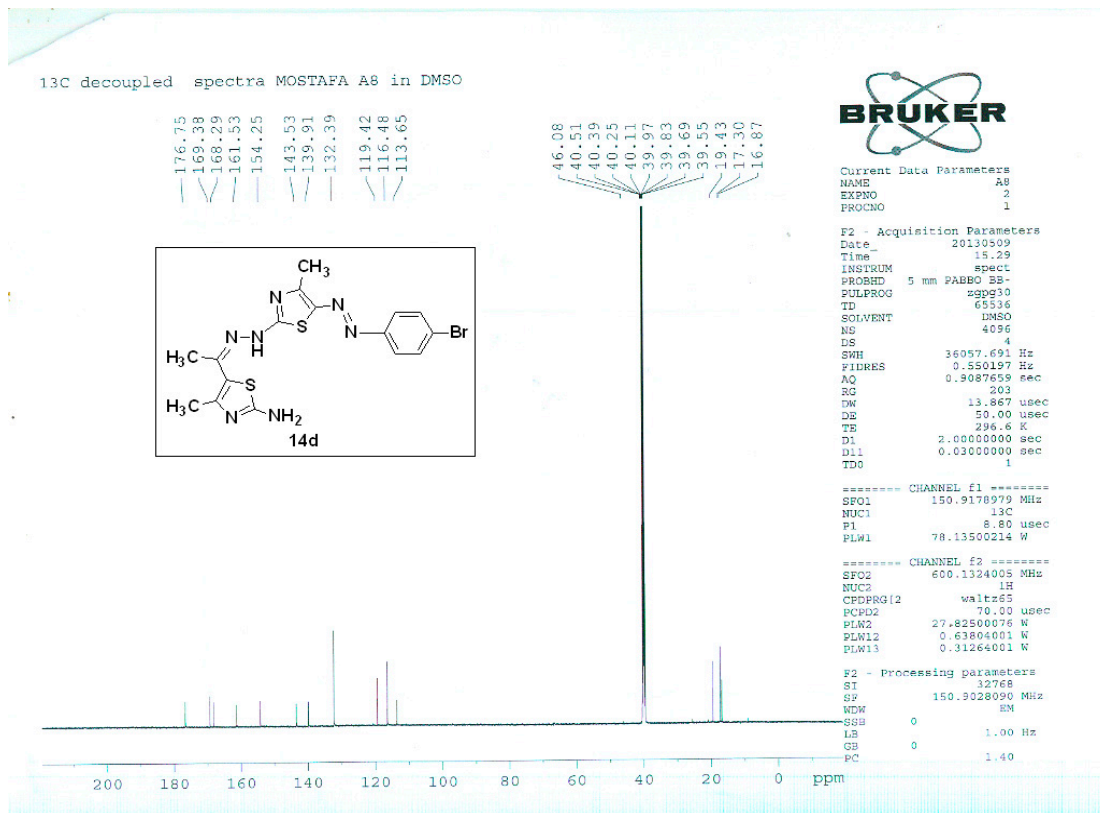 13C decoupled spectra MOSTAFA A8 in DMSO
176.75
169.38
168.29
161.53
154.25
143.53
139.91
132.39
119.42
116.48
113.65
46.08
40.51
40.39
40.25
40.11
39.97
39.83
39.69
39.55
19.43
17.30
16.87
BRUKER
Current Data Parameters
NAME A8
EXPNO 2
PROCNO 1
F2 - Acquisition Parameters
Date_ 20130509
Time 15.29
INSTRUM spect
PROBHD 5 mm PABBO BB-
PULPROG zgpg30
TD 65536
SOLVENT DMSO
NS 4096
DS 4
SWH 36057.691 Hz
FIDRES 0.550197 Hz
AQ 0.9087659 sec
RG 203
DW 13.867 usec
DE 50.00 usec
TE 296.6 K
D1 2.00000000 sec
D11 0.03000000 sec
TD0 1
======== CHANNEL f1 ========
SFO1 150.9178979 MHz
NUC1 13C
P1 8.80 usec
PLW1 78.13500214 W
======== CHANNEL f2 ========
SFO2 600.1324005 MHz
NUC2 1H
CPDPRG[2 waltz65
PCPD2 70.00 usec
PLW2 27.82500076 W
PLW12 0.63804001 W
PLW13 0.31264001 W
F2 - Processing parameters
SI 32768
SF 150.9028090 MHz
WDW EM
SSB 0
LB 1.00 Hz
GB 0
PC 1.40
CH3
N
S
N
N
Br
N
N
H
H3C
S
H3C
N
NH2
14d
200 180 160 140 120 100 80 60 40 20 0 ppm